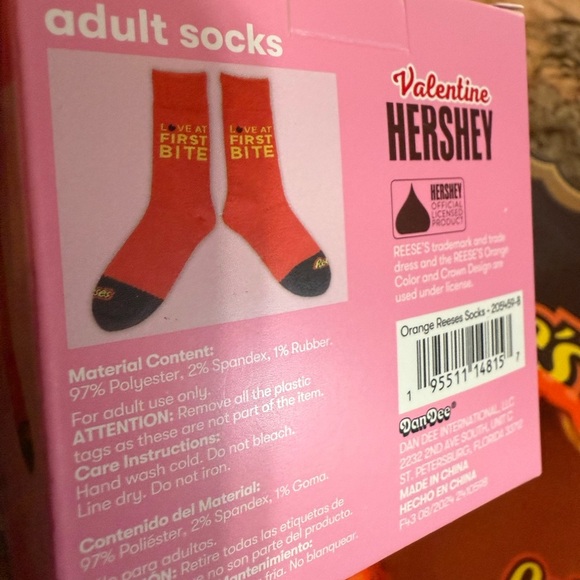 adult socks
LOVE AT
FIRST
BITE
LOVE AT
FIRST
BITE
Material Content:
97% Polyester, 2% Spandex, 1% Rubber.
For adult use only.
ATTENTION: Remove all the plastic
tags as these are not part of the item.
Care Instructions:
Hand wash cold. Do not bleach.
Line dry. Do not iron.
Contenido del Material:
97% Poliéster, 2% Spandex, 1% Goma.
para adultos.
Retire todas las etiquetas de
no son parte del producto.
Mantenimiento:
fría. No blanquear.
Valentine
HERSHEY
HERSHEY
OFFICIAL
LICENSED
PRODUCT
REESE'S trademark and trade
dress and the REESE'S Orange
Color and Crown Design are
used under license.
Orange Reeses Socks - 205459-8
1 95511 14815 7
DanDee
DAN DEE INTERNATIONAL, LLC
2232 2ND AVE SOUTH, UNIT C
ST. PETERSBURG, FLORIDA
MADE IN CHINA
HECHO EN CHINA
08/2024